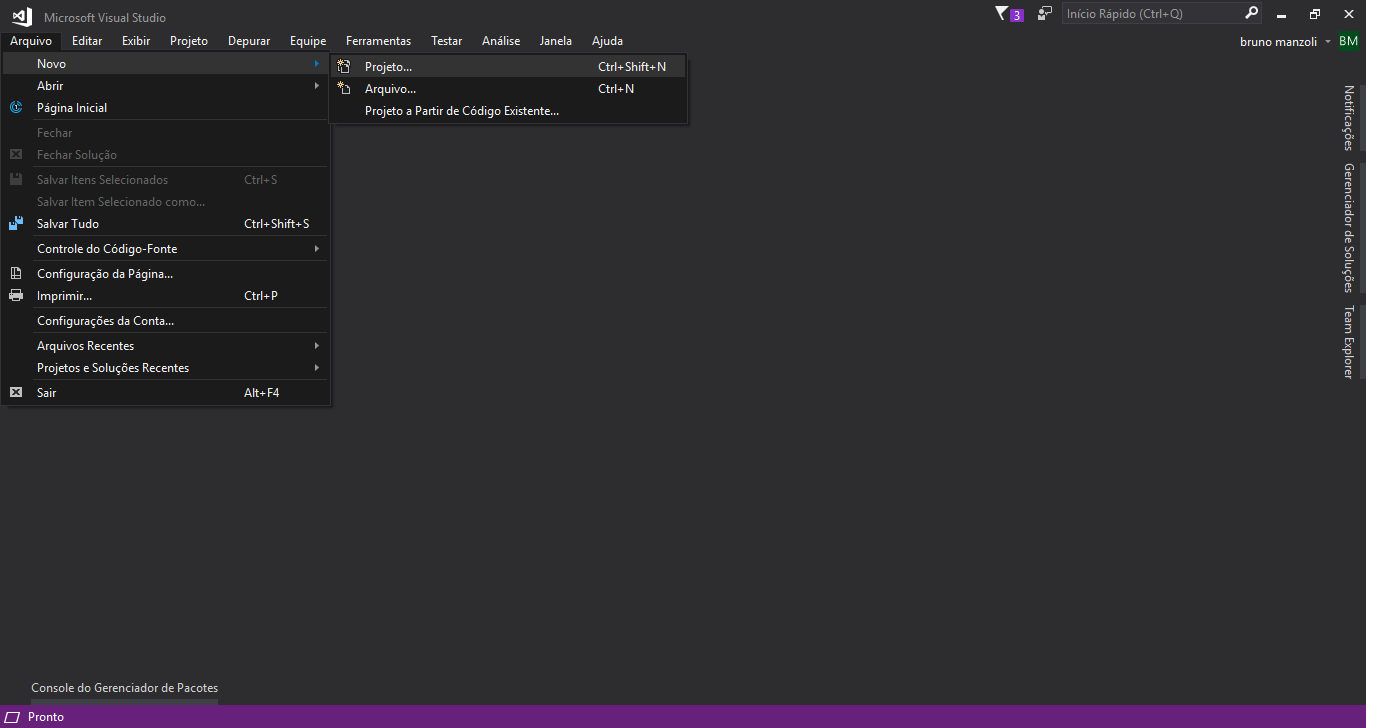 Microsoft Visual Studio
3
Início Rápido (Ctrl+Q)
Arquivo Editar Exibir Projeto Depurar Equipe Ferramentas Testar Análise Janela Ajuda
bruno manzoli BM
Novo
Abrir
Página Inicial
Fechar
Fechar Solução
Salvar Itens Selecionados Ctrl+S
Salvar Item Selecionado como...
Salvar Tudo Ctrl+Shift+S
Controle do Código-Fonte
Configuração da Página...
Imprimir... Ctrl+P
Configurações da Conta...
Arquivos Recentes
Projetos e Soluções Recentes
Sair Alt+F4
Projeto... Ctrl+Shift+N
Arquivo... Ctrl+N
Projeto a Partir de Código Existente...
Notificações
Gerenciador de Soluções
Team Explorer
Console do Gerenciador de Pacotes
Pronto